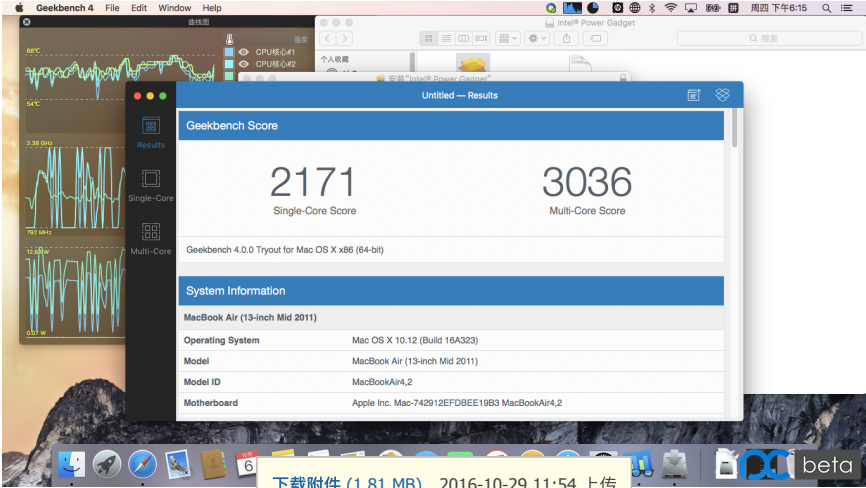 Geekbench 4 File Edit Window Help
周四 下午6:15
曲线图
Intel® Power Gadget
温度
搜索
68°C
CPU核心#1
CPU核心#2
个人收藏
安装"Intel® Power Gadget"
54°C
Untitled — Results
Geekbench Score
Results
2.38 GHz
2171
3036
Single-Core
Single-Core Score
Multi-Core Score
792 MHz
Multi-Core
Geekbench 4.0.0 Tryout for Mac OS X x86 (64-bit)
System Information
MacBook Air (13-inch Mid 2011)
Operating System Mac OS X 10.12 (Build 16A323)
0.07 W
Model MacBook Air (13-inch Mid 2011)
Model ID MacBookAir4,2
Motherboard Apple Inc. Mac-742912EFDBEE19B3 MacBookAir4,2
10月
6
下载附件 (1.81 MB) 2016-10-29 11:54 上传
pc beta